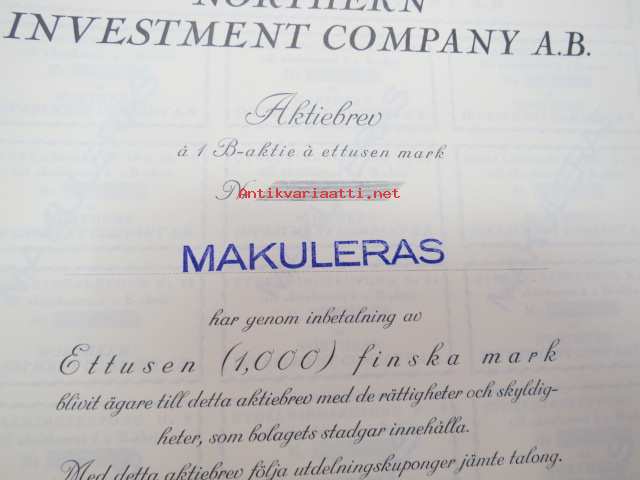 NORTHERN
INVESTMENT COMPANY A.B.
Aktiebrev
à 1 B-aktie à ettusen mark
N
Antikvariaatti.net
MAKULERAS
har genom inbetalning av
Ettusen (1,000) finska mark
blivit ägare till detta aktiebrev med de rättigheter och skyldig-
heter, som bolagets stadgar innehålla.
Med detta aktiebrev följa utdelningskuponger jämte talong.